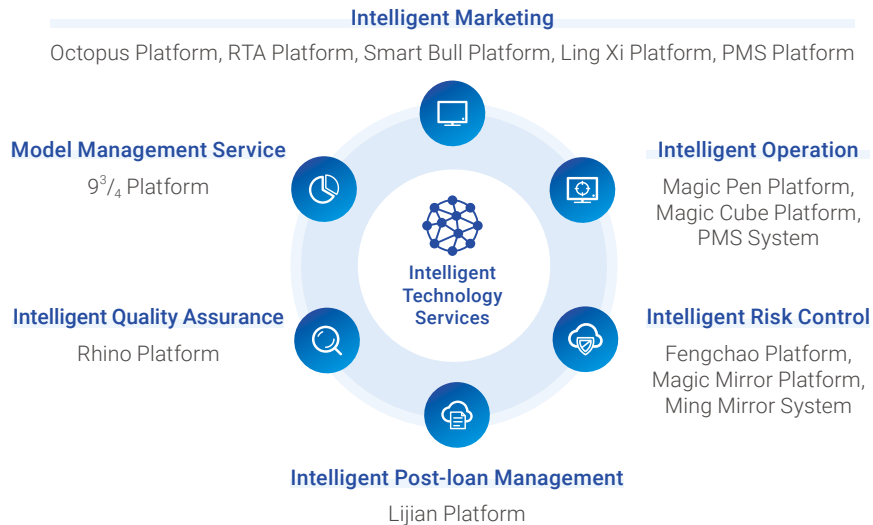 Intelligent Marketing
Octopus Platform, RTA Platform, Smart Bull Platform, Ling Xi Platform, PMS Platform
Model Management Service
9³/₄ Platform
Intelligent Operation
Magic Pen Platform,
Magic Cube Platform,
PMS System
Intelligent
Technology
Services
Intelligent Quality Assurance
Rhino Platform
Intelligent Risk Control
Fengchao Platform,
Magic Mirror Platform,
Ming Mirror System
Intelligent Post-loan Management
Lijian Platform